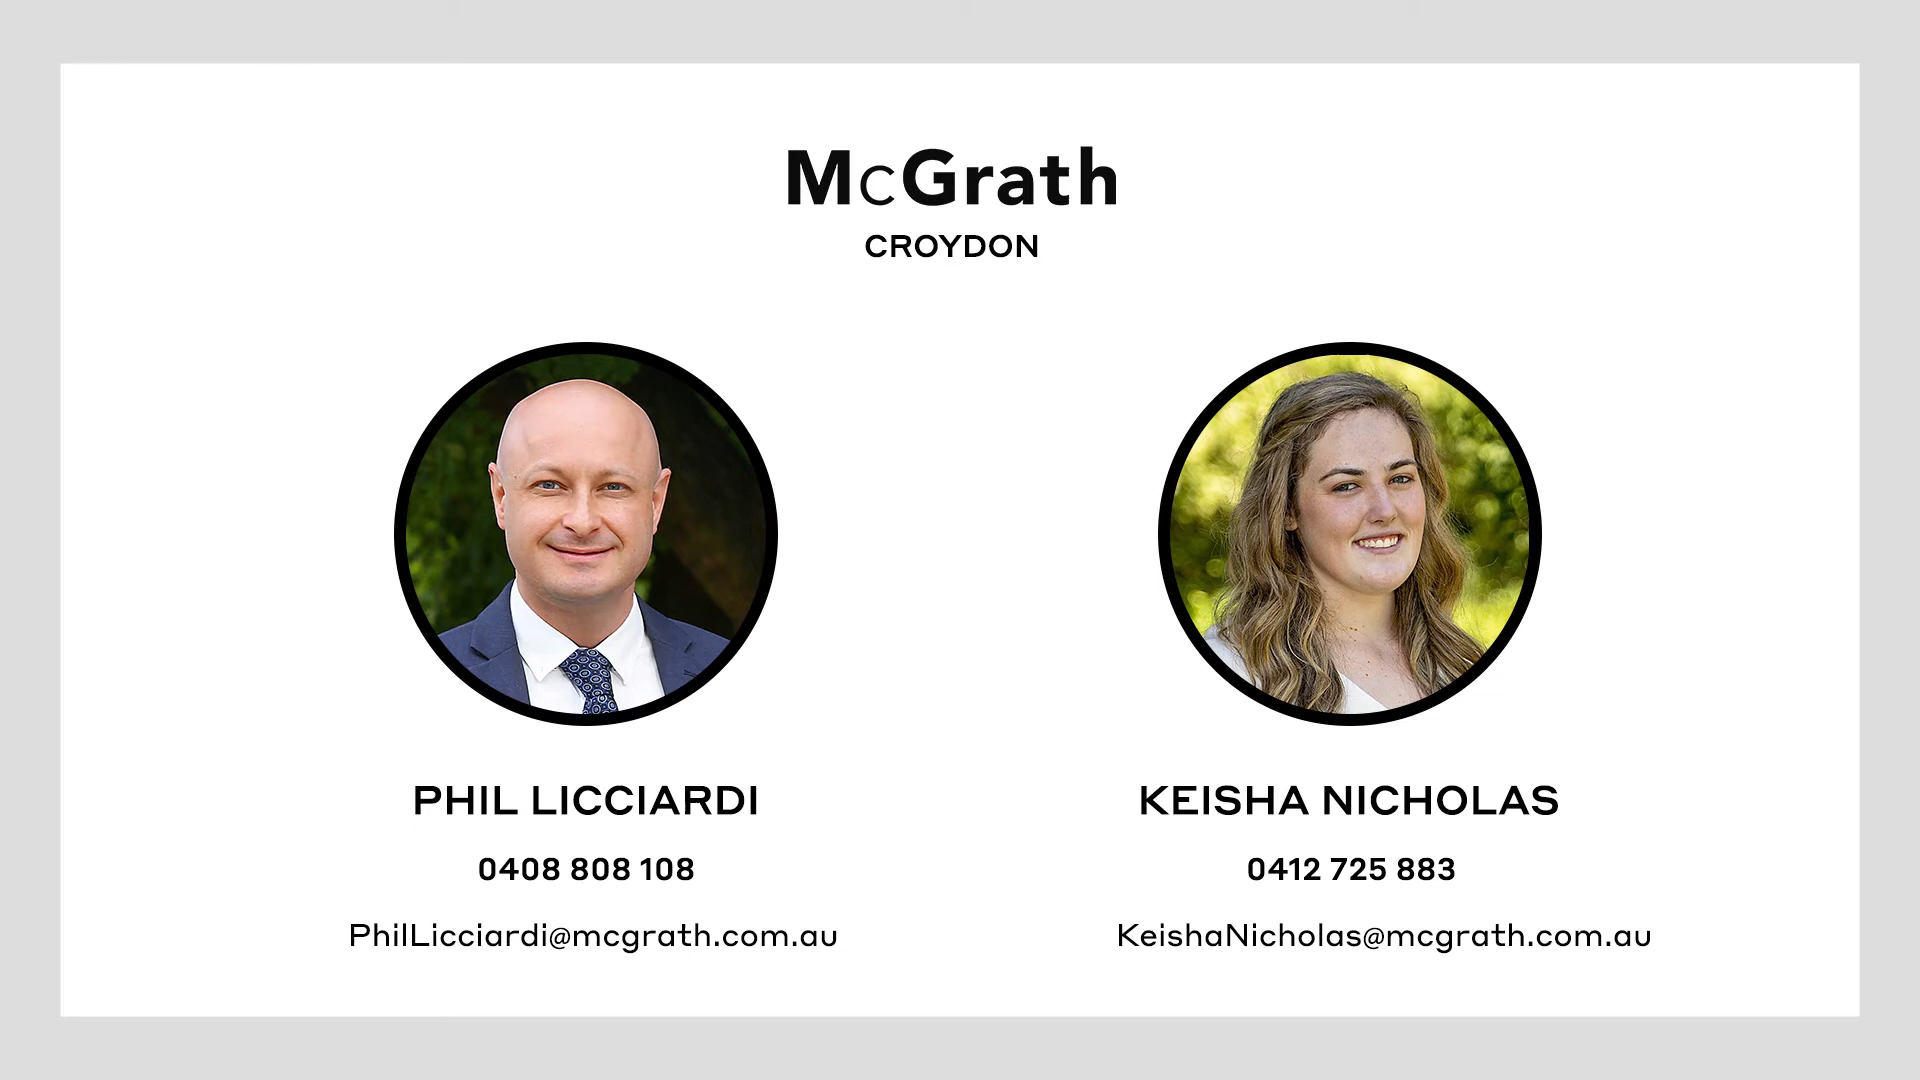 McGrath
CROYDON
PHIL LICCIARDI
0408 808 108
PhilLicciardi@mcgrath.com.au
KEISHA NICHOLAS
0412 725 883
KeishaNicholas@mcgrath.com.au